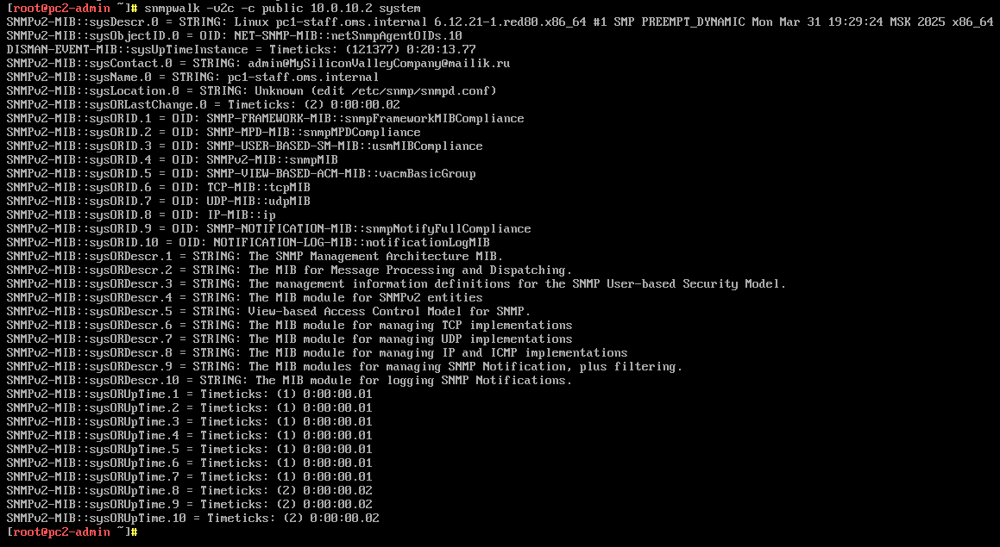 [root@pc2-admin ~]# snmpwalk -v2c -c public 10.0.10.2 system
SNMPv2-MIB::sysDescr.0 = STRING: Linux pc1-staff.oms.internal 6.12.21-1.red80.x86_64 #1 SMP PREEMPT_DYNAMIC Mon Mar 31 19:29:24 MSK 2025 x86_64
SNMPv2-MIB::sysObjectID.0 = OID: NET-SNMP-MIB::netSnmpAgentOIDs.10
DISMAN-EVENT-MIB::sysUpTimeInstance = Timeticks: (121377) 0:20:13.77
SNMPv2-MIB::sysContact.0 = STRING: admin@MySiliconValleyCompany@mailik.ru
SNMPv2-MIB::sysName.0 = STRING: pc1-staff.oms.internal
SNMPv2-MIB::sysLocation.0 = STRING: Unknown (edit /etc/snmp/snmpd.conf)
SNMPv2-MIB::sysORLastChange.0 = Timeticks: (2) 0:00:00.02
SNMPv2-MIB::sysORID.1 = OID: SNMP-FRAMEWORK-MIB::snmpFrameworkMIBCompliance
SNMPv2-MIB::sysORID.2 = OID: SNMP-MPD-MIB::snmpMPDCompliance
SNMPv2-MIB::sysORID.3 = OID: SNMP-USER-BASED-SM-MIB::usmMIBCompliance
SNMPv2-MIB::sysORID.4 = OID: SNMPv2-MIB::snmpMIB
SNMPv2-MIB::sysORID.5 = OID: SNMP-VIEW-BASED-ACM-MIB::vacmBasicGroup
SNMPv2-MIB::sysORID.6 = OID: TCP-MIB::tcpMIB
SNMPv2-MIB::sysORID.7 = OID: UDP-MIB::udpMIB
SNMPv2-MIB::sysORID.8 = OID: IP-MIB::ip
SNMPv2-MIB::sysORID.9 = OID: SNMP-NOTIFICATION-MIB::snmpNotifyFullCompliance
SNMPv2-MIB::sysORID.10 = OID: NOTIFICATION-LOG-MIB::notificationLogMIB
SNMPv2-MIB::sysORDescr.1 = STRING: The SNMP Management Architecture MIB.
SNMPv2-MIB::sysORDescr.2 = STRING: The MIB for Message Processing and Dispatching.
SNMPv2-MIB::sysORDescr.3 = STRING: The management information definitions for the SNMP User-based Security Model.
SNMPv2-MIB::sysORDescr.4 = STRING: The MIB module for SNMPv2 entities
SNMPv2-MIB::sysORDescr.5 = STRING: View-based Access Control Model for SNMP.
SNMPv2-MIB::sysORDescr.6 = STRING: The MIB module for managing TCP implementations
SNMPv2-MIB::sysORDescr.7 = STRING: The MIB module for managing UDP implementations
SNMPv2-MIB::sysORDescr.8 = STRING: The MIB module for managing IP and ICMP implementations
SNMPv2-MIB::sysORDescr.9 = STRING: The MIB modules for managing SNMP Notification, plus filtering.
SNMPv2-MIB::sysORDescr.10 = STRING: The MIB module for logging SNMP Notifications.
SNMPv2-MIB::sysORUpTime.1 = Timeticks: (1) 0:00:00.01
SNMPv2-MIB::sysORUpTime.2 = Timeticks: (1) 0:00:00.01
SNMPv2-MIB::sysORUpTime.3 = Timeticks: (1) 0:00:00.01
SNMPv2-MIB::sysORUpTime.4 = Timeticks: (1) 0:00:00.01
SNMPv2-MIB::sysORUpTime.5 = Timeticks: (1) 0:00:00.01
SNMPv2-MIB::sysORUpTime.6 = Timeticks: (1) 0:00:00.01
SNMPv2-MIB::sysORUpTime.7 = Timeticks: (1) 0:00:00.01
SNMPv2-MIB::sysORUpTime.8 = Timeticks: (2) 0:00:00.02
SNMPv2-MIB::sysORUpTime.9 = Timeticks: (2) 0:00:00.02
SNMPv2-MIB::sysORUpTime.10 = Timeticks: (2) 0:00:00.02
[root@pc2-admin ~]#